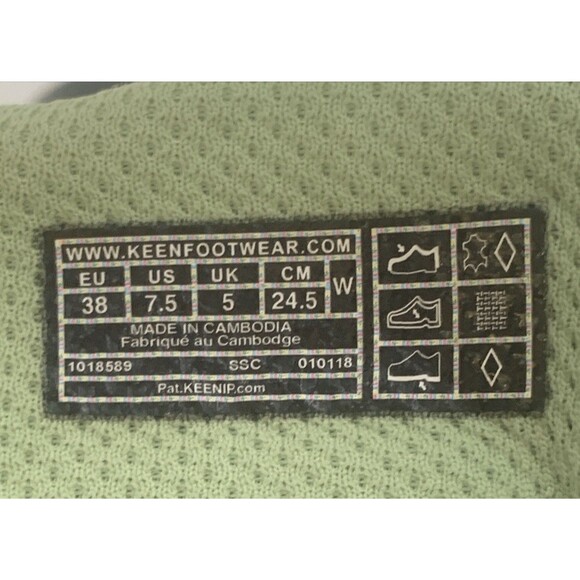 WWW.KEENFOOTWEAR.COM
EU US UK CM W
38 7.5 5 24.5
MADE IN CAMBODIA
Fabriqué au Cambodge
1018589 SSC 010118
Pat.KEENIP.com